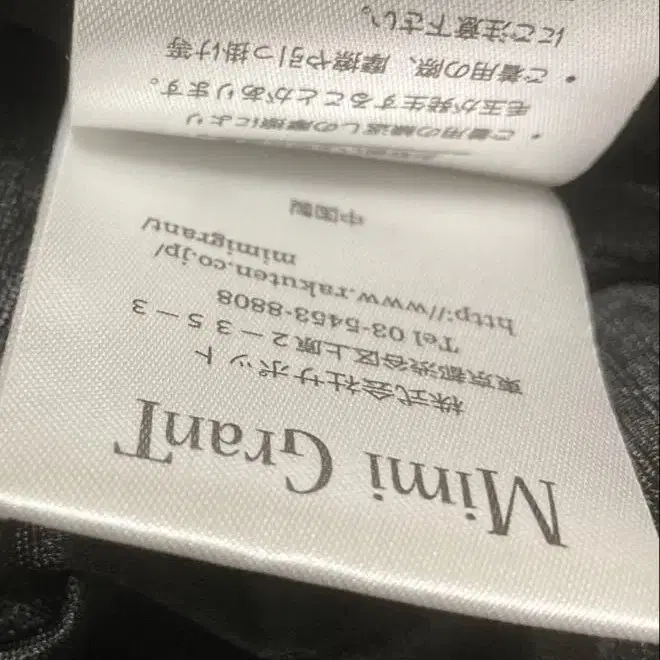 Mimi GranT
株式会社サポット
東京都渋谷区上原２－３５－３
Tel 03-5453-8808
http://www.rakuten.co.jp/
mimigrant/
中国製
・ご着用の繰返しの摩擦により
毛玉が発生することがあります。
・ご着用の際、摩擦や引っ掛け等
にご注意下さい。